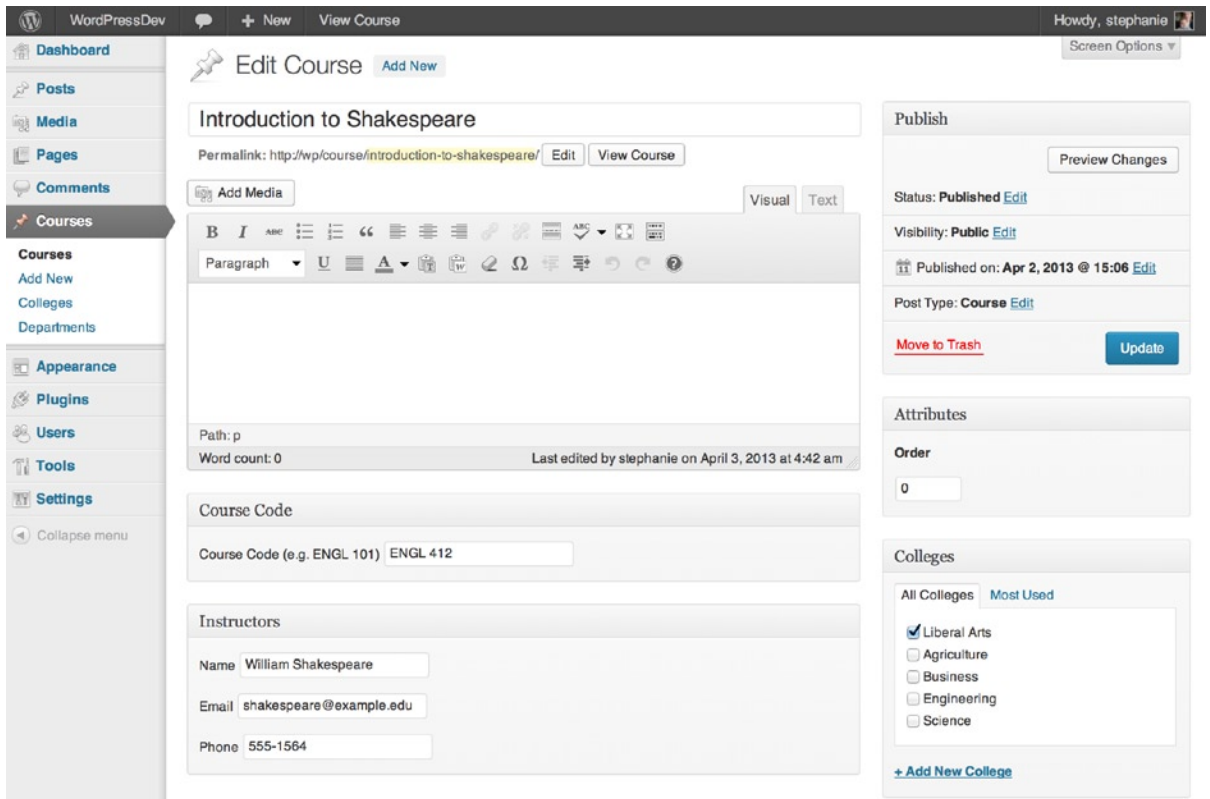 WordPressDev + New View Course Howdy, stephanie
Screen Options
Dashboard
Posts
Media
Pages
Comments
Courses
Courses
Add New
Colleges
Departments
Appearance
Plugins
Users
Tools
Settings
Collapse menu
Edit Course Add New
Introduction to Shakespeare
Permalink: http://wp/course/introduction-to-shakespeare/ Edit View Course
Add Media
Visual Text
B I ABC ABC
Paragraph U A T W Ω
Path: p
Word count: 0 Last edited by stephanie on April 3, 2013 at 4:42 am
Course Code
Course Code (e.g. ENGL 101) ENGL 412
Instructors
Name William Shakespeare
Email shakespeare@example.edu
Phone 555-1564
Publish
Preview Changes
Status: Published Edit
Visibility: Public Edit
11 Published on: Apr 2, 2013 @ 15:06 Edit
Post Type: Course Edit
Move to Trash Update
Attributes
Order
0
Colleges
All Colleges Most Used
Liberal Arts
Agriculture
Business
Engineering
Science
+ Add New College